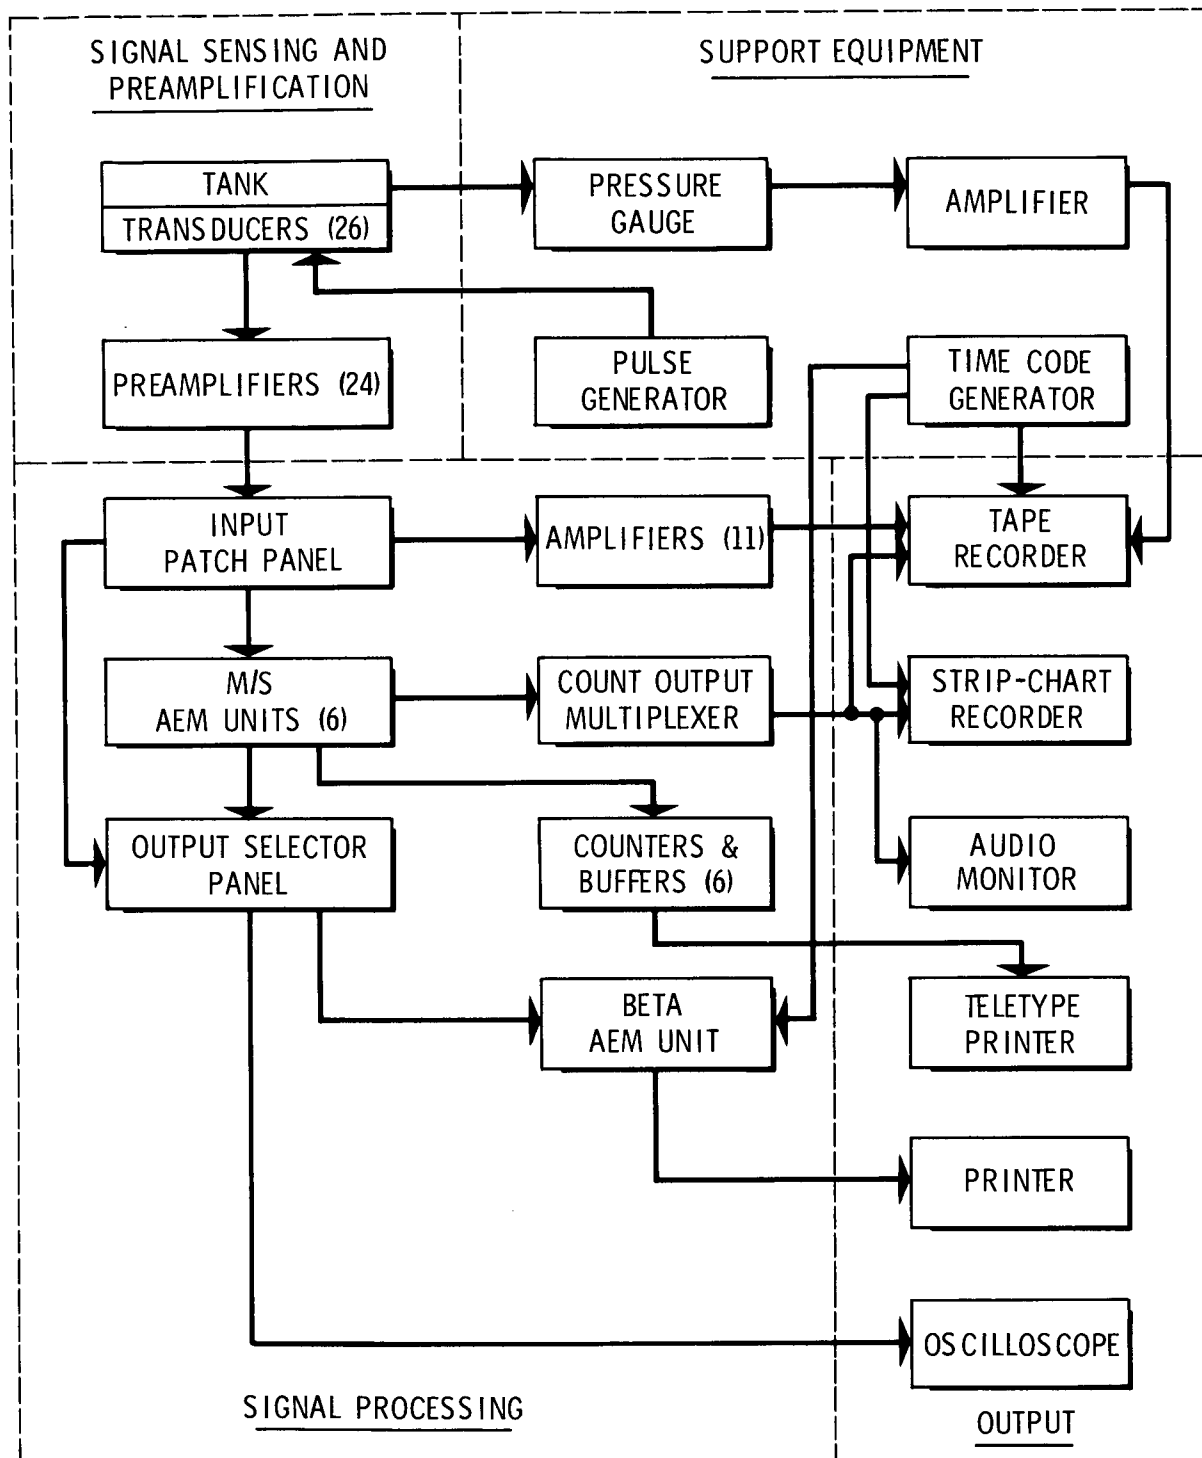 SIGNAL SENSING AND
PREAMPLIFICATION
SUPPORT EQUIPMENT
TANK
TRANSDUCERS (26)
PRESSURE
GAUGE
AMPLIFIER
PREAMPLIFIERS (24)
PULSE
GENERATOR
TIME CODE
GENERATOR
INPUT
PATCH PANEL
AMPLIFIERS (11)
TAPE
RECORDER
M/S
AEM UNITS (6)
COUNT OUTPUT
MULTIPLEXER
STRIP-CHART
RECORDER
OUTPUT SELECTOR
PANEL
COUNTERS &
BUFFERS (6)
AUDIO
MONITOR
BETA
AEM UNIT
TELETYPE
PRINTER
PRINTER
OSCILLOSCOPE
SIGNAL PROCESSING
OUTPUT